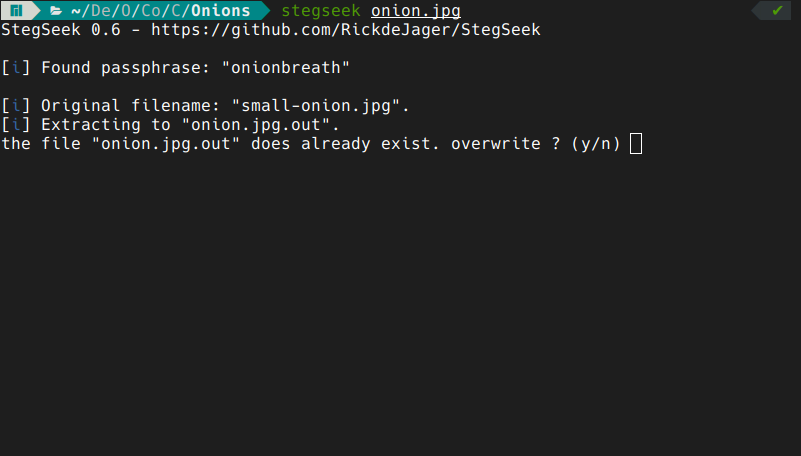 ~/De/O/Co/C/Onions stegseek onion.jpg
StegSeek 0.6 - https://github.com/RickdeJager/StegSeek
[i] Found passphrase: "onionbreath"
[i] Original filename: "small-onion.jpg".
[i] Extracting to "onion.jpg.out".
the file "onion.jpg.out" does already exist. overwrite ? (y/n)